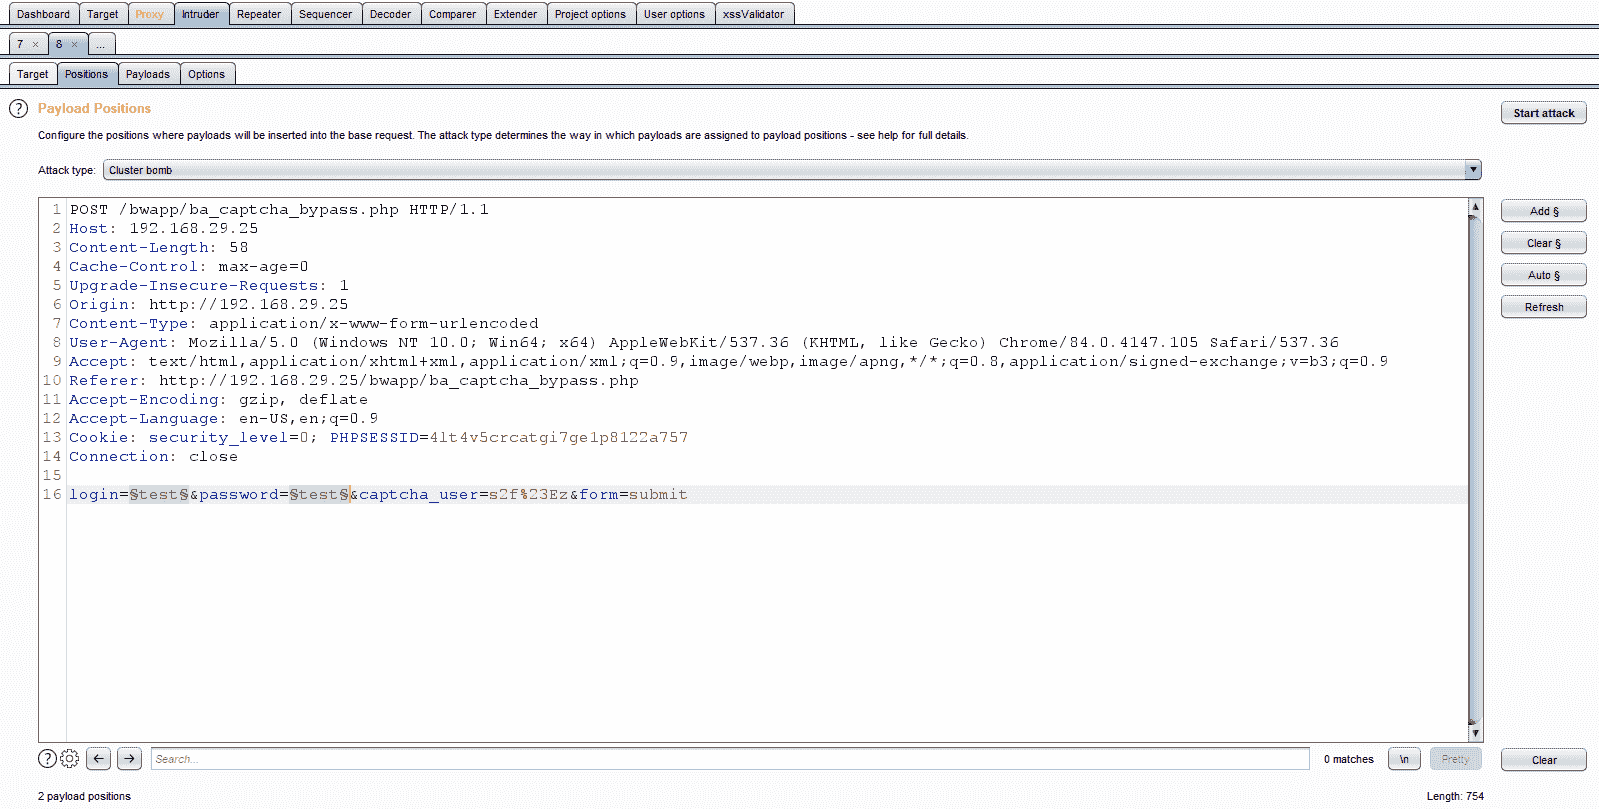 Dashboard Target Proxy Intruder Repeater Sequencer Decoder Comparer Extender Project options User options xssValidator
7 × 8 × ...
Target Positions Payloads Options
? Payload Positions
Start attack
Configure the positions where payloads will be inserted into the base request. The attack type determines the way in which payloads are assigned to payload positions - see help for full details.
Attack type: Cluster bomb
1 POST /bwapp/ba_captcha_bypass.php HTTP/1.1
Add §
2 Host: 192.168.29.25
3 Content-Length: 58
Clear §
4 Cache-Control: max-age=0
Auto §
5 Upgrade-Insecure-Requests: 1
6 Origin: http://192.168.29.25
Refresh
7 Content-Type: application/x-www-form-urlencoded
8 User-Agent: Mozilla/5.0 (Windows NT 10.0; Win64; x64) AppleWebKit/537.36 (KHTML, like Gecko) Chrome/84.0.4147.105 Safari/537.36
9 Accept: text/html,application/xhtml+xml,application/xml;q=0.9,image/webp,image/apng,*/*;q=0.8,application/signed-exchange;v=b3;q=0.9
10 Referer: http://192.168.29.25/bwapp/ba_captcha_bypass.php
11 Accept-Encoding: gzip, deflate
12 Accept-Language: en-US,en;q=0.9
13 Cookie: security_level=0; PHPSESSID=4lt4v5crcatgi7ge1p8122a757
14 Connection: close
15
16 login=§test§&password=§test§&captcha_user=s2f%23Ez&form=submit
? ← → Search... 0 matches \n Pretty Clear
2 payload positions Length: 754